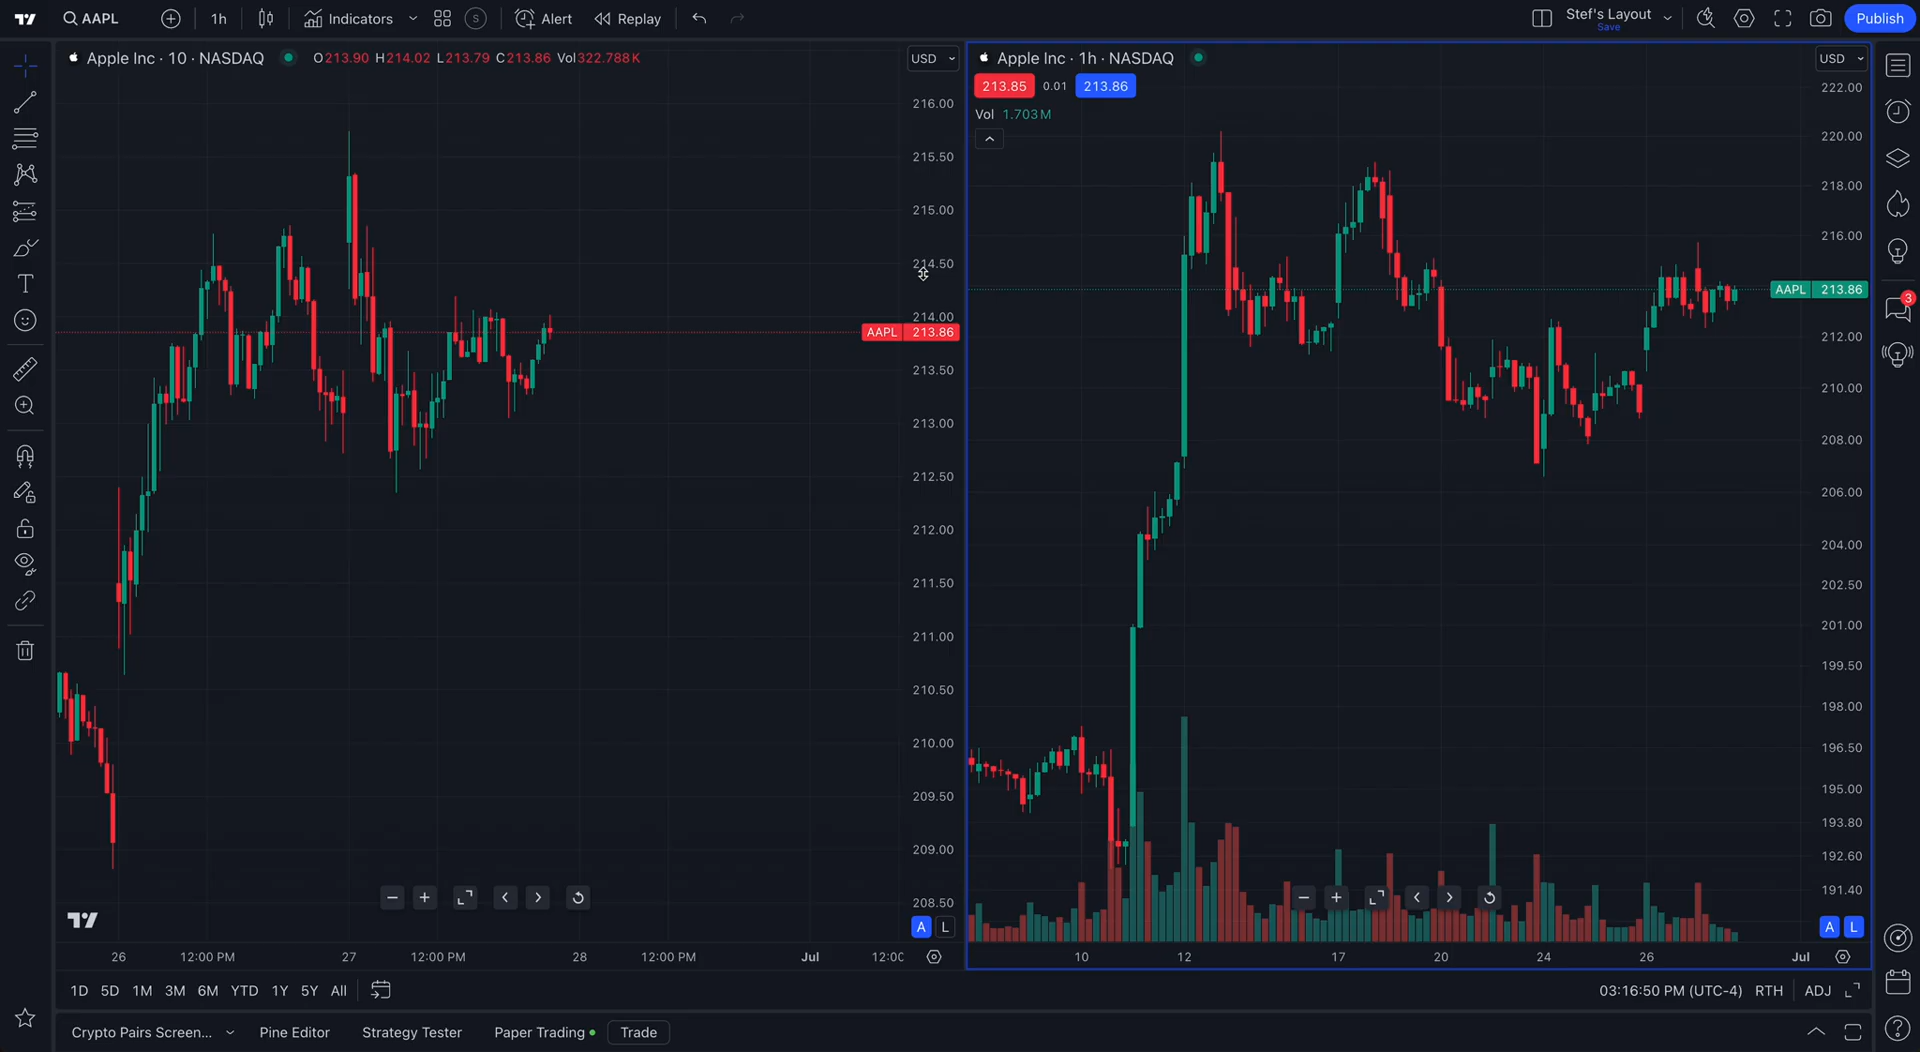 AAPL
1h
Indicators
S
Alert
Replay
Stef's Layout
Save
Publish
Apple Inc · 10 · NASDAQ
O213.90 H214.02 L213.79 C213.86 Vol322.788K
USD
216.00
215.50
215.00
214.50
214.00
AAPL 213.86
213.50
213.00
212.50
212.00
211.50
211.00
210.50
210.00
209.50
209.00
208.50
A L
26 12:00 PM 27 12:00 PM 28 12:00 PM Jul 12:00
Apple Inc · 1h · NASDAQ
213.85 0.01 213.86
Vol 1.703M
USD
222.00
220.00
218.00
216.00
AAPL 213.86
212.00
210.00
208.00
206.00
204.00
202.50
201.00
199.50
198.00
196.50
195.00
193.80
192.60
191.40
A L
10 12 17 20 24 26 Jul
3
1D 5D 1M 3M 6M YTD 1Y 5Y All
03:16:50 PM (UTC-4) RTH ADJ
Crypto Pairs Screen...
Pine Editor
Strategy Tester
Paper Trading
Trade